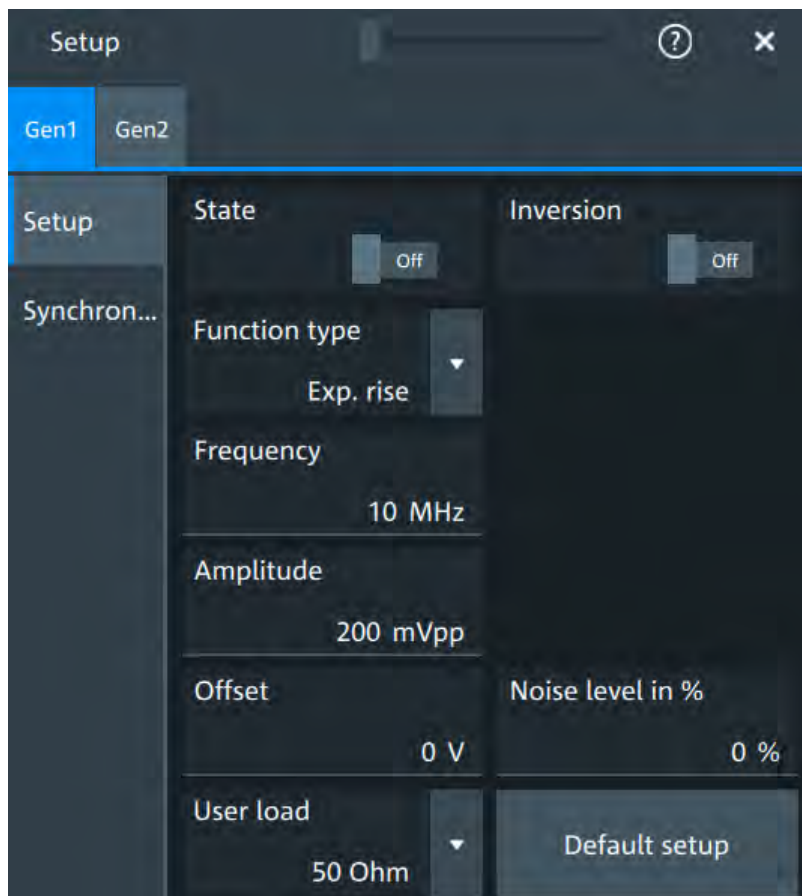 Setup
Gen1 Gen2
Setup
Synchron...
State
Off
Inversion
Off
Function type
Exp. rise
Frequency
10 MHz
Amplitude
200 mVpp
Offset
0 V
Noise level in %
0 %
User load
50 Ohm
Default setup